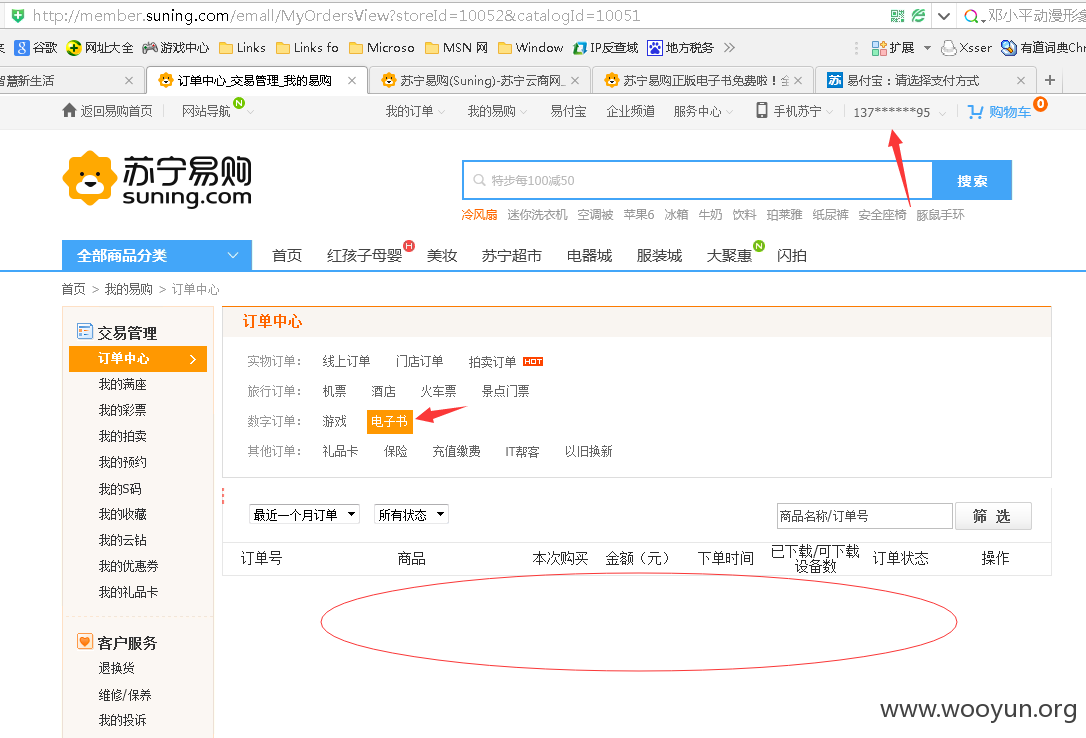 http://member.suning.com/emall/MyOrdersView?storeId=10052&catalogId=10051
邓小平动漫形
谷歌 网址大全 游戏中心 Links Links fo Microso MSN 网 Window IP反查域 地方税务 扩展 Xsser 有道词典Chr
智慧新生活 订单中心_交易管理_我的易购 苏宁易购(Suning)-苏宁云商网_ 苏宁易购正版电子书免费啦！全 易付宝：请选择支付方式
返回易购首页 网站导航 N 我的订单 我的易购 易付宝 企业频道 服务中心 手机苏宁 137******95 购物车 0
苏宁易购
suning.com
特步每100减50 搜索
冷风扇 迷你洗衣机 空调被 苹果6 冰箱 牛奶 饮料 珀莱雅 纸尿裤 安全座椅 豚鼠手环
全部商品分类 首页 红孩子母婴 H 美妆 苏宁超市 电器城 服装城 大聚惠 N 闪拍
首页 > 我的易购 > 订单中心
交易管理
订单中心
我的满座
我的彩票
我的拍卖
我的预约
我的S码
我的收藏
我的云钻
我的优惠券
我的礼品卡
客户服务
退换货
维修/保养
我的投诉
订单中心
实物订单： 线上订单 门店订单 拍卖订单 HOT
旅行订单： 机票 酒店 火车票 景点门票
数字订单： 游戏 电子书
其他订单： 礼品卡 保险 充值缴费 IT帮客 以旧换新
最近一个月订单 所有状态 商品名称/订单号 筛 选
订单号 商品 本次购买 金额（元） 下单时间 已下载/可下载设备数 订单状态 操作
www.wooyun.org